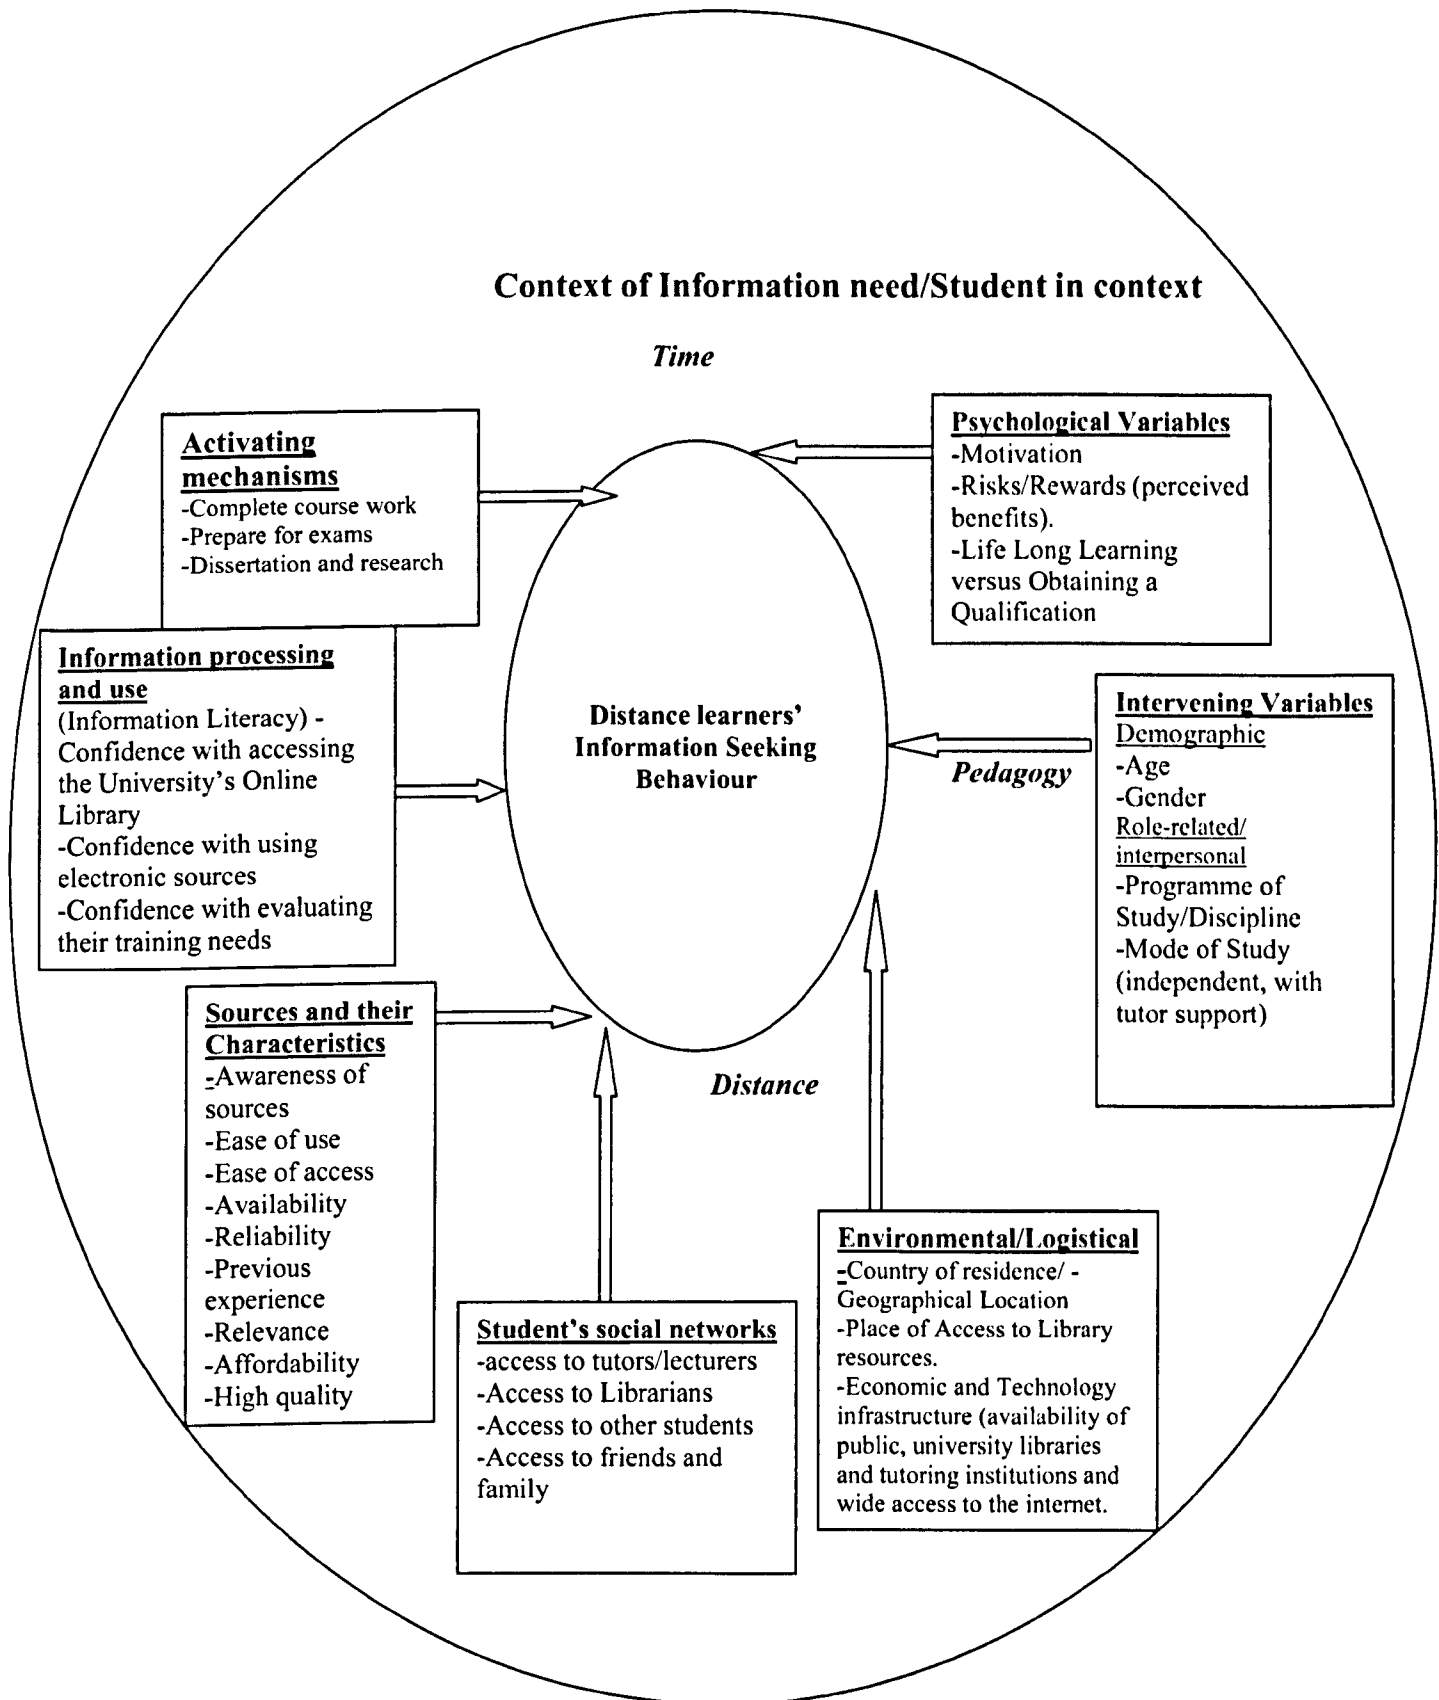 Context of Information need/Student in context
Time
Activating
mechanisms
-Complete course work
-Prepare for exams
-Dissertation and research
Psychological Variables
-Motivation
-Risks/Rewards (perceived
benefits).
-Life Long Learning
versus Obtaining a
Qualification
Information processing
and use
(Information Literacy) -
Confidence with accessing
the University's Online
Library
-Confidence with using
electronic sources
-Confidence with evaluating
their training needs
Distance learners'
Information Seeking
Behaviour
Pedagogy
Intervening Variables
Demographic
-Age
-Gender
Role-related/
interpersonal
-Programme of
Study/Discipline
-Mode of Study
(independent, with
tutor support)
Sources and their
Characteristics
-Awareness of
sources
-Ease of use
-Ease of access
-Availability
-Reliability
-Previous
experience
-Relevance
-Affordability
-High quality
Distance
Student's social networks
-access to tutors/lecturers
-Access to Librarians
-Access to other students
-Access to friends and
family
Environmental/Logistical
-Country of residence/ -
Geographical Location
-Place of Access to Library
resources.
-Economic and Technology
infrastructure (availability of
public, university libraries
and tutoring institutions and
wide access to the internet.